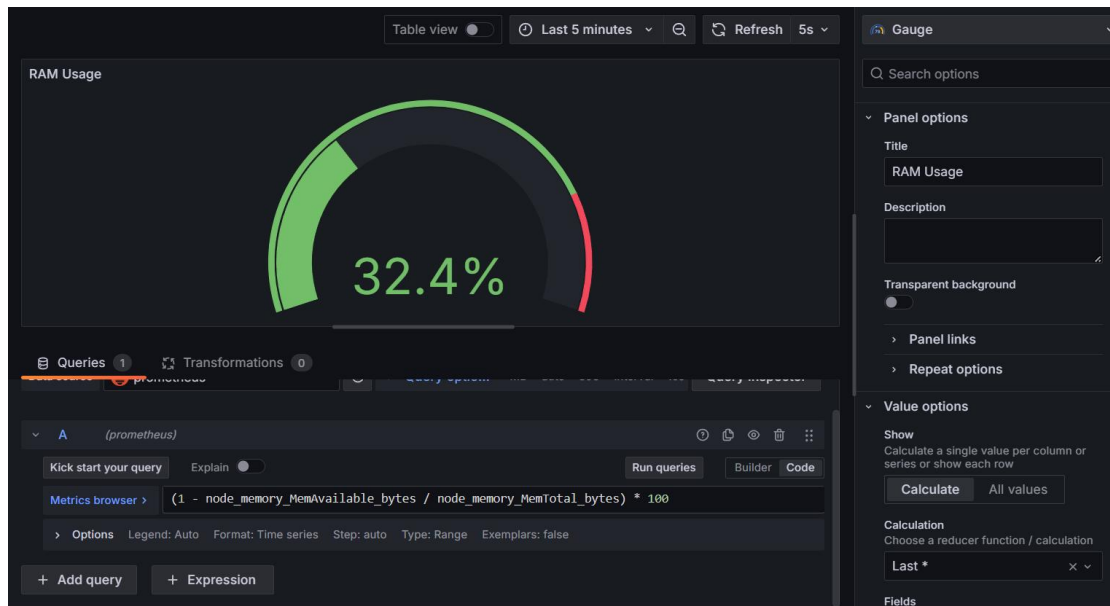 Table view
Last 5 minutes
Refresh 5s
Gauge
RAM Usage
32.4%
Search options
Panel options
Title
RAM Usage
Description
Transparent background
Panel links
Repeat options
Value options
Show
Calculate a single value per column or
series or show each row
Calculate All values
Calculation
Choose a reducer function / calculation
Last *
Fields
Queries 1
Transformations 0
prometheus
A (prometheus)
Kick start your query Explain Run queries Builder Code
Metrics browser > (1 - node_memory_MemAvailable_bytes / node_memory_MemTotal_bytes) * 100
> Options Legend: Auto Format: Time series Step: auto Type: Range Exemplars: false
+ Add query + Expression